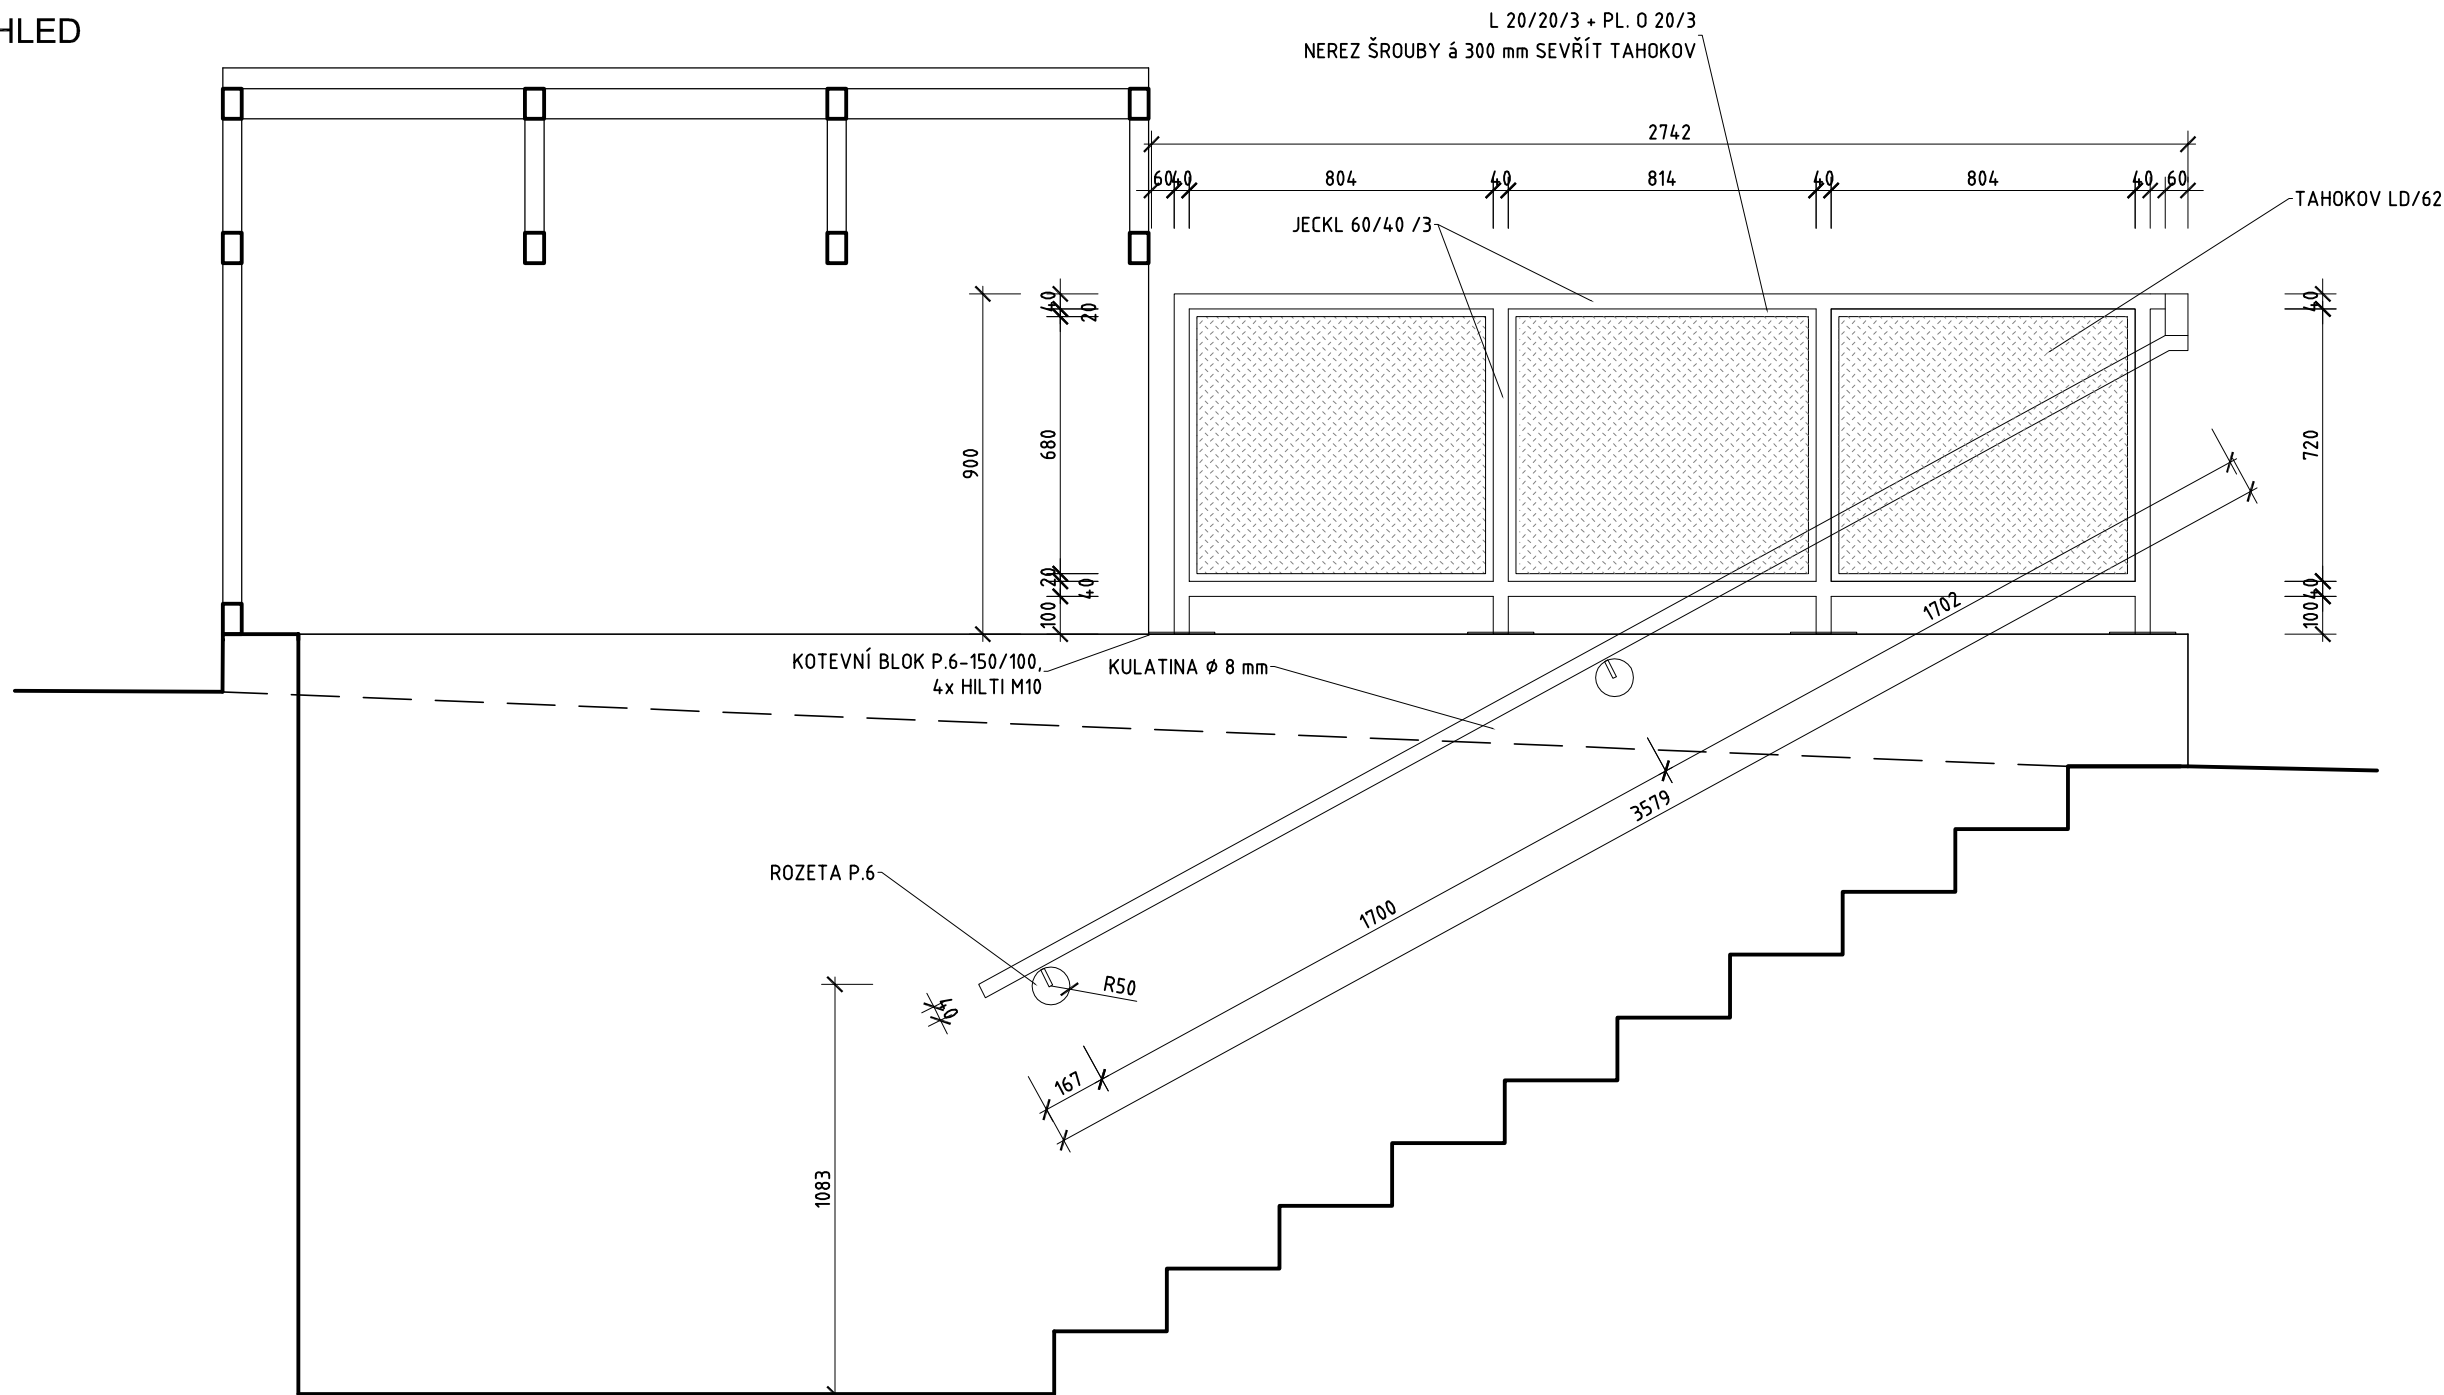 HLED
L 20/20/3 + PL. O 20/3
NEREZ ŠROUBY á 300 mm SEVŘÍT TAHOKOV
2742
60
40
804
40
814
40
804
40
60
TAHOKOV LD/62
JECKL 60/40 /3
40
20
900
680
20
40
100
40
720
40
100
1702
KOTEVNÍ BLOK P.6-150/100,
4x HILTI M10
KULATINA Ø 8 mm
3579
ROZETA P.6
1700
R50
40
167
1083